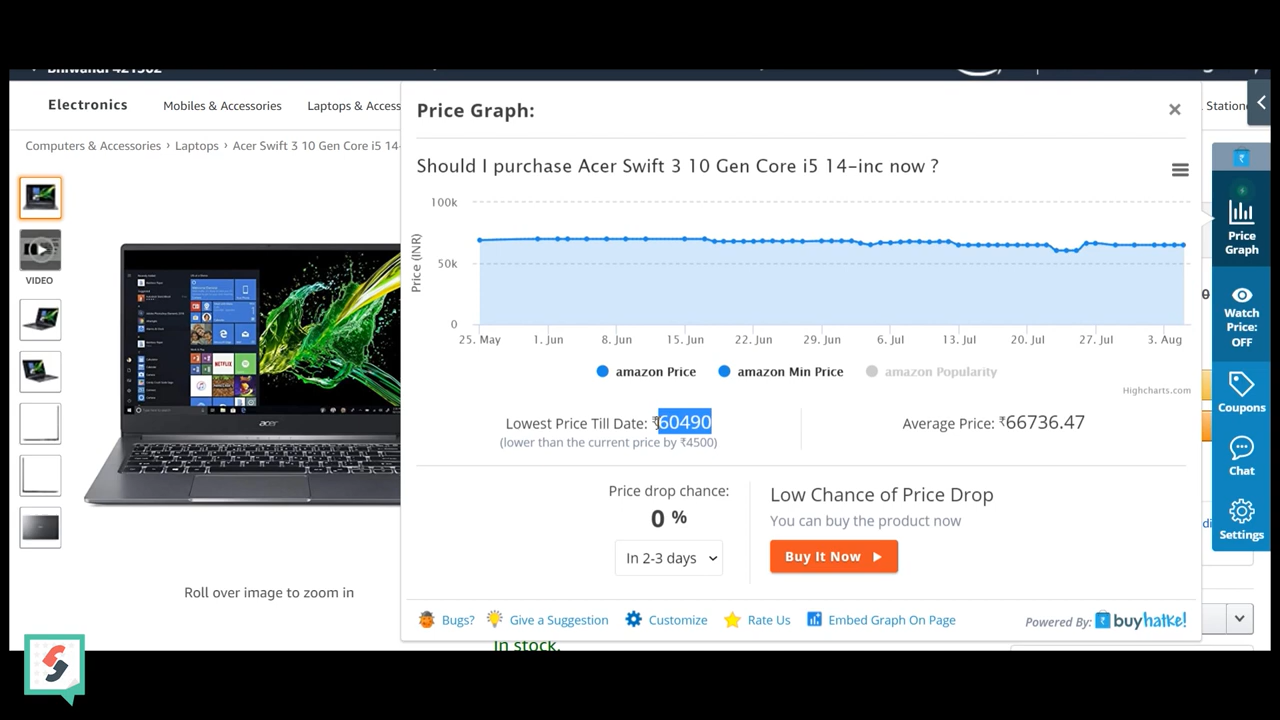 Bhiwandi 421302
Electronics Mobiles & Accessories Laptops & Access
Station
Computers & Accessories › Laptops › Acer Swift 3 10 Gen Core i5 14-
VIDEO
acer
Roll over image to zoom in
Price Graph:
Should I purchase Acer Swift 3 10 Gen Core i5 14-inc now ?
Price (INR)
100k
50k
0
25. May 1. Jun 8. Jun 15. Jun 22. Jun 29. Jun 6. Jul 13. Jul 20. Jul 27. Jul 3. Aug
amazon Price amazon Min Price amazon Popularity
Highcharts.com
Lowest Price Till Date: ₹60490
(lower than the current price by ₹4500)
Average Price: ₹66736.47
Price drop chance:
0 %
In 2-3 days
Low Chance of Price Drop
You can buy the product now
Buy It Now
Bugs? Give a Suggestion Customize Rate Us Embed Graph On Page
Powered By: buyhatke!
In stock.
Price
Graph
Watch
Price:
OFF
Coupons
Chat
Settings